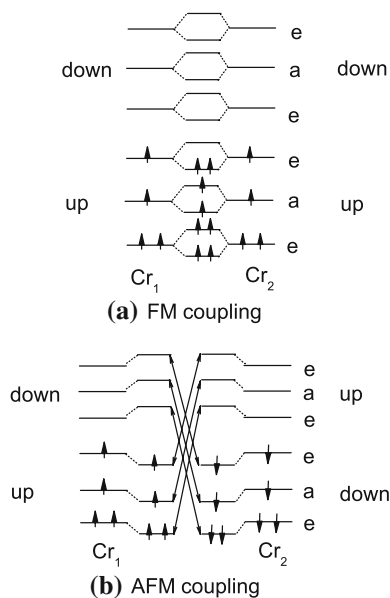 e
down a down
e
e
up a up
e
Cr1 Cr2
(a) FM coupling
e
down a up
e
e
up a down
e
Cr1 Cr2
(b) AFM coupling